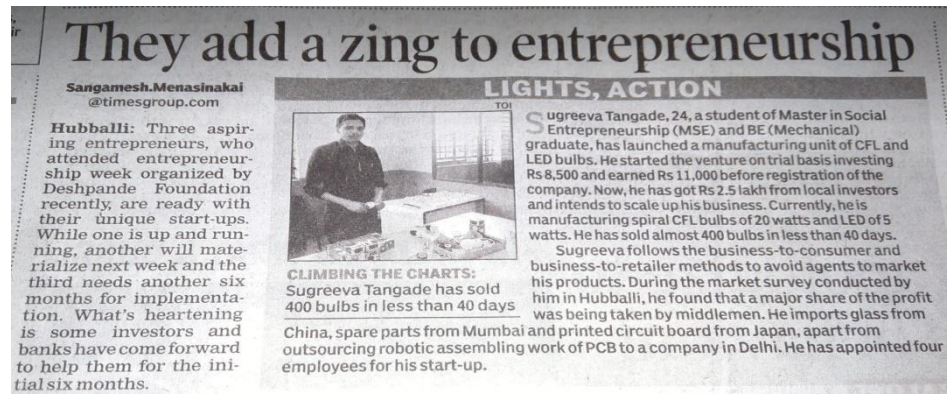 ir
They add a zing to entrepreneurship
Sangamesh.Menasinakai
@timesgroup.com
Hubballi: Three aspir-
ing entrepreneurs, who
attended entrepreneur-
ship week organized by
Deshpande Foundation
recently, are ready with
their unique start-ups.
While one is up and run-
ning, another will mate-
rialize next week and the
third needs another six
months for implementa-
tion. What's heartening
is some investors and
banks have come forward
to help them for the ini-
tial six months.
LIGHTS, ACTION
TOI
CLIMBING THE CHARTS:
Sugreeva Tangade has sold
400 bulbs in less than 40 days
Sugreeva Tangade, 24, a student of Master in Social
Entrepreneurship (MSE) and BE (Mechanical)
graduate, has launched a manufacturing unit of CFL and
LED bulbs. He started the venture on trial basis investing
Rs 8,500 and earned Rs 11,000 before registration of the
company. Now, he has got Rs 2.5 lakh from local investors
and intends to scale up his business. Currently, he is
manufacturing spiral CFL bulbs of 20 watts and LED of 5
watts. He has sold almost 400 bulbs in less than 40 days.
Sugreeva follows the business-to-consumer and
business-to-retailer methods to avoid agents to market
his products. During the market survey conducted by
him in Hubballi, he found that a major share of the profit
was being taken by middlemen. He imports glass from
China, spare parts from Mumbai and printed circuit board from Japan, apart from
outsourcing robotic assembling work of PCB to a company in Delhi. He has appointed four
employees for his start-up.